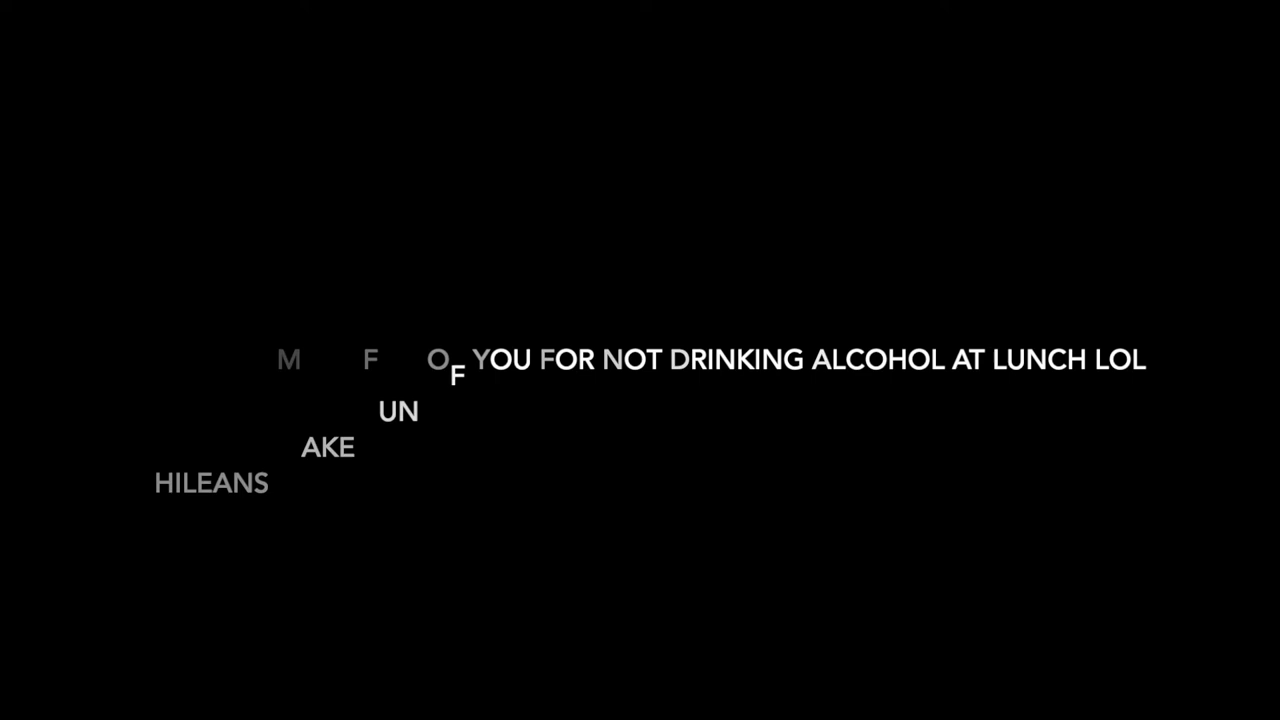 M F OF YOU FOR NOT DRINKING ALCOHOL AT LUNCH LOL
UN
AKE
HILEANS